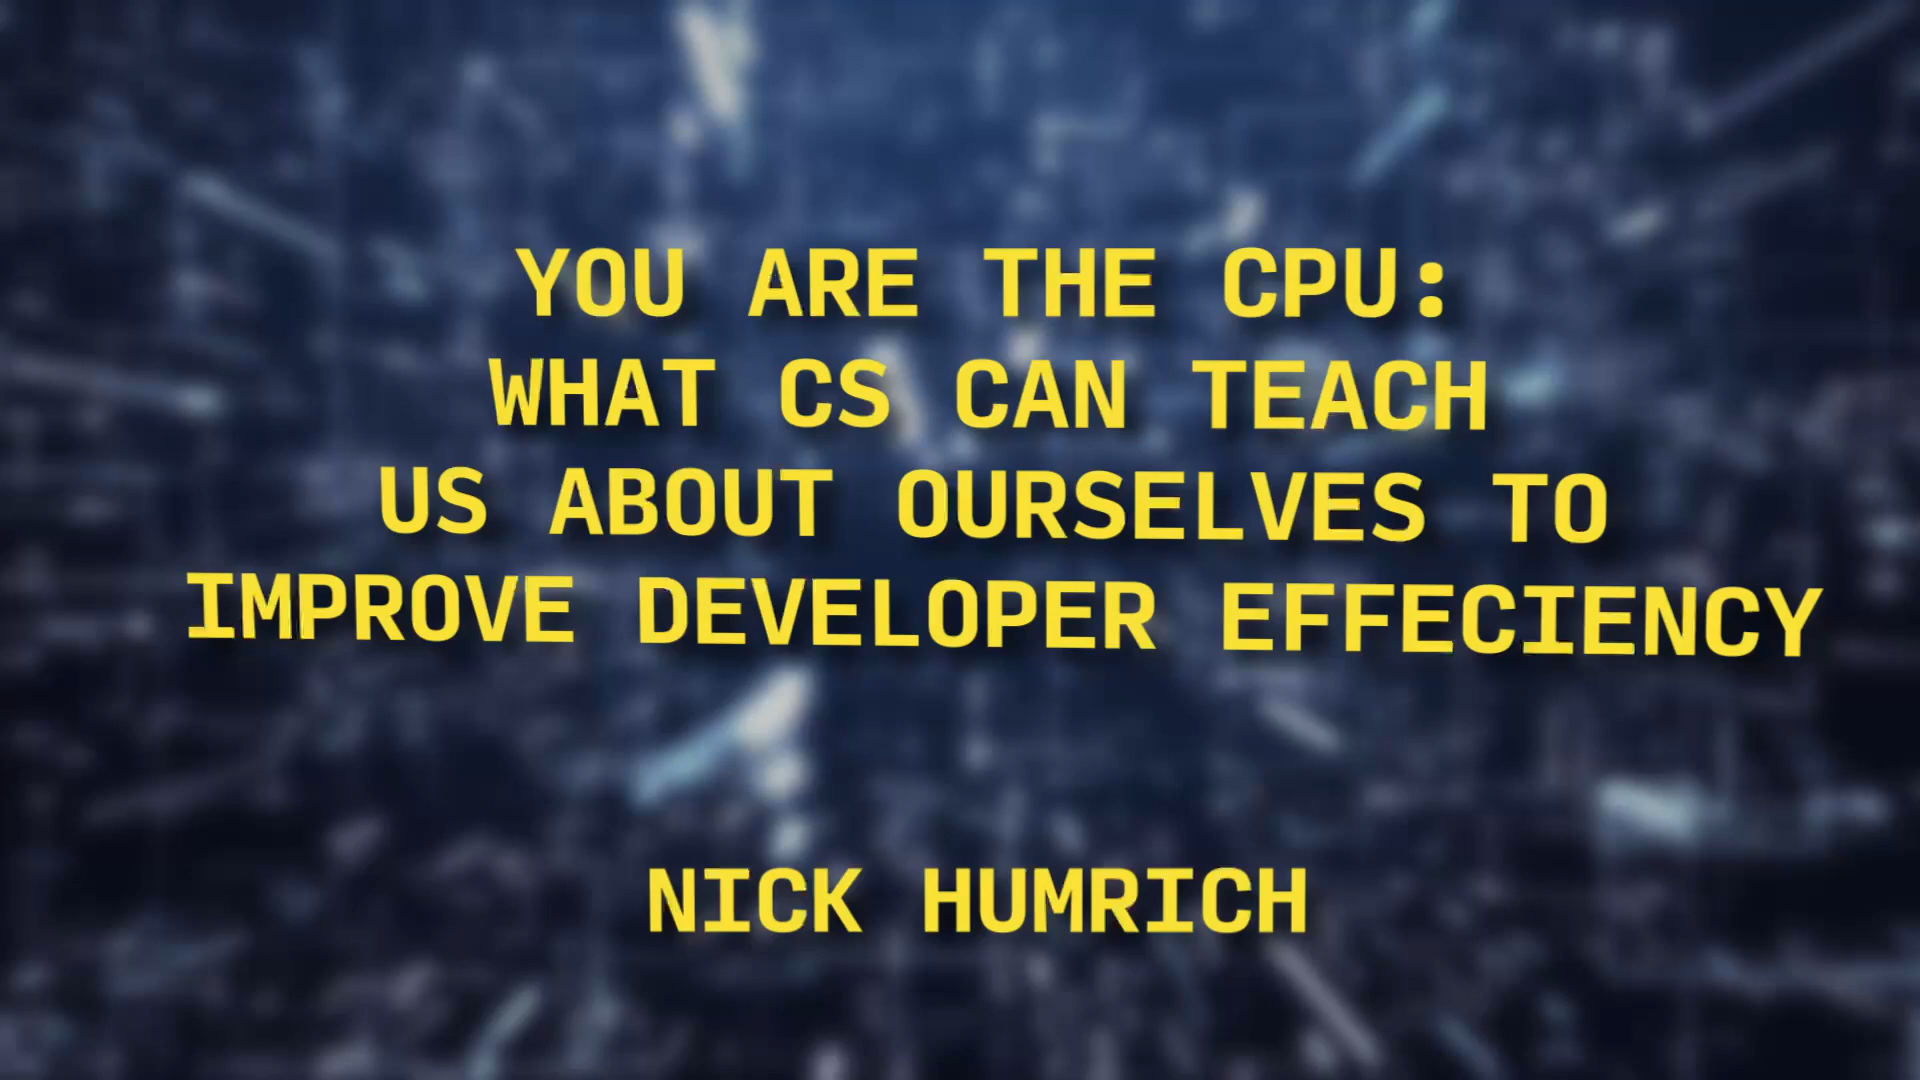 YOU ARE THE CPU:
WHAT CS CAN TEACH
US ABOUT OURSELVES TO
IMPROVE DEVELOPER EFFECIENCY
NICK HUMRICH